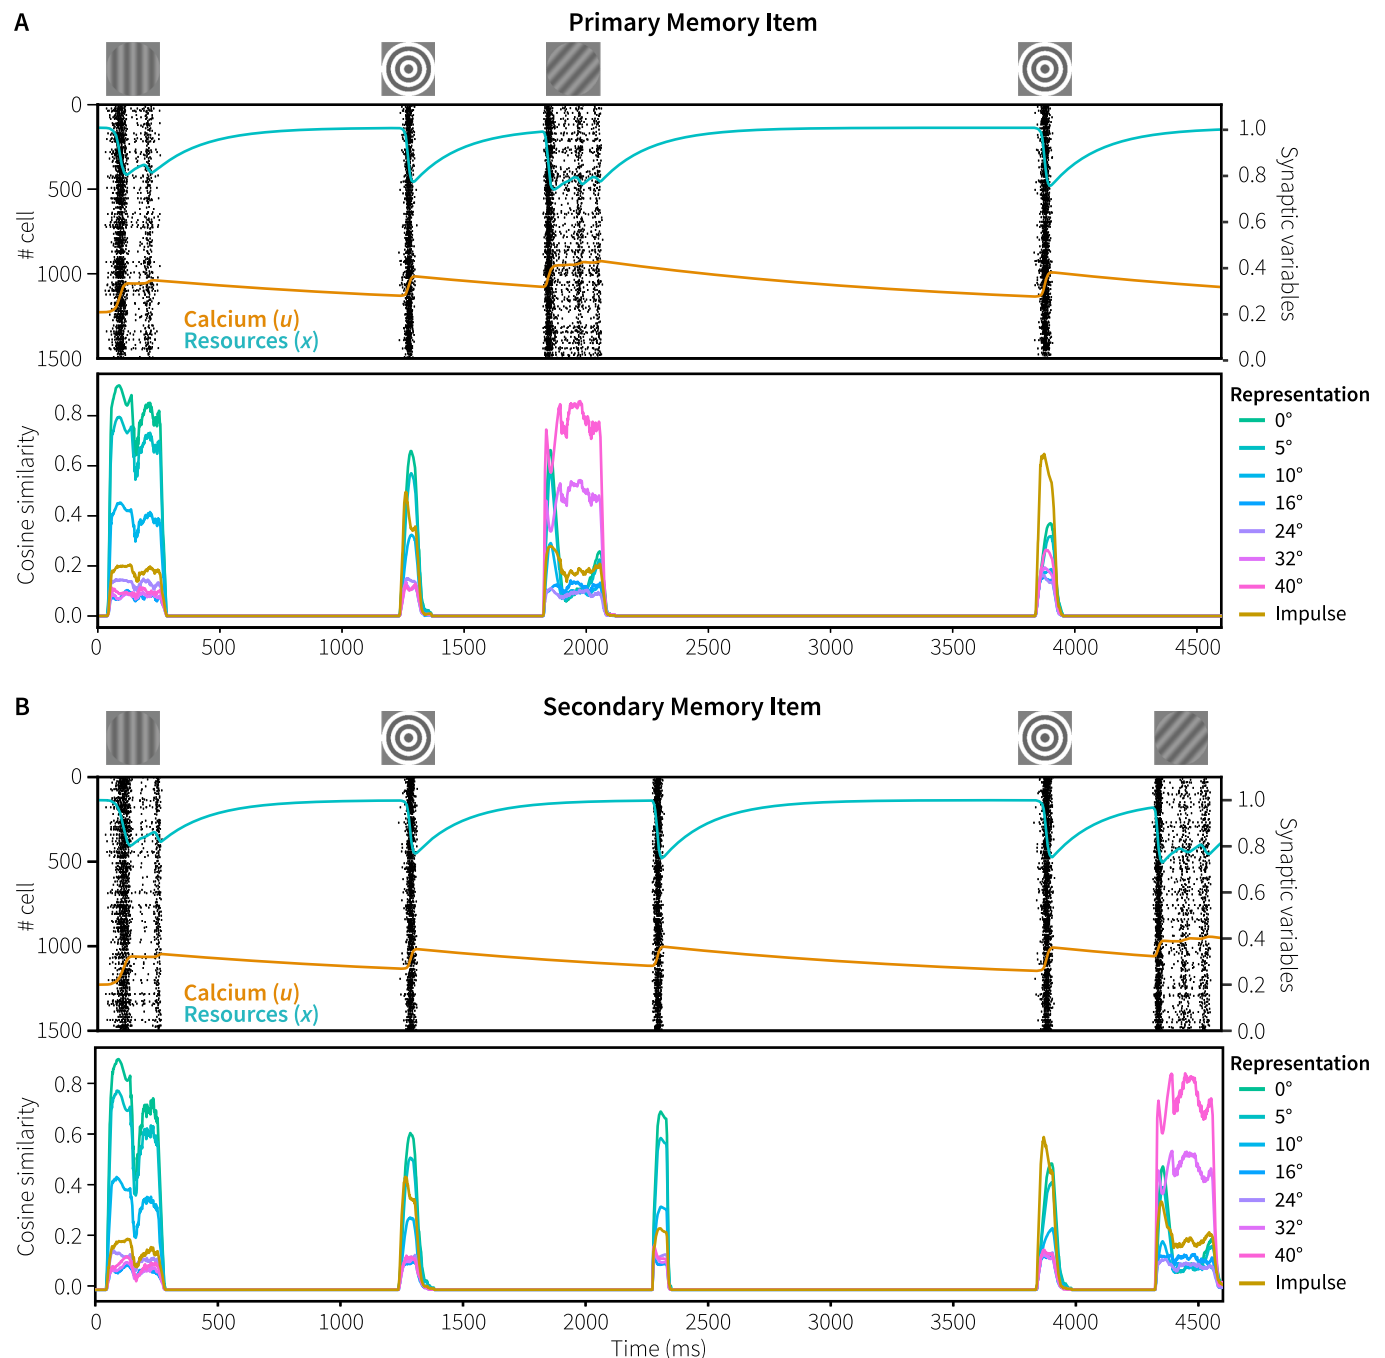 A
Primary Memory Item
0
500
1000
1500
# cell
Calcium (u)
Resources (x)
1.0
0.8
0.6
0.4
0.2
0.0
Synaptic variables
0.8
0.6
0.4
0.2
0.0
Cosine similarity
0 500 1000 1500 2000 2500 3000 3500 4000 4500
Representation
0°
5°
10°
16°
24°
32°
40°
Impulse
B
Secondary Memory Item
0
500
1000
1500
# cell
Calcium (u)
Resources (x)
1.0
0.8
0.6
0.4
0.2
0.0
Synaptic variables
0.8
0.6
0.4
0.2
0.0
Cosine similarity
0 500 1000 1500 2000 2500 3000 3500 4000 4500
Time (ms)
Representation
0°
5°
10°
16°
24°
32°
40°
Impulse